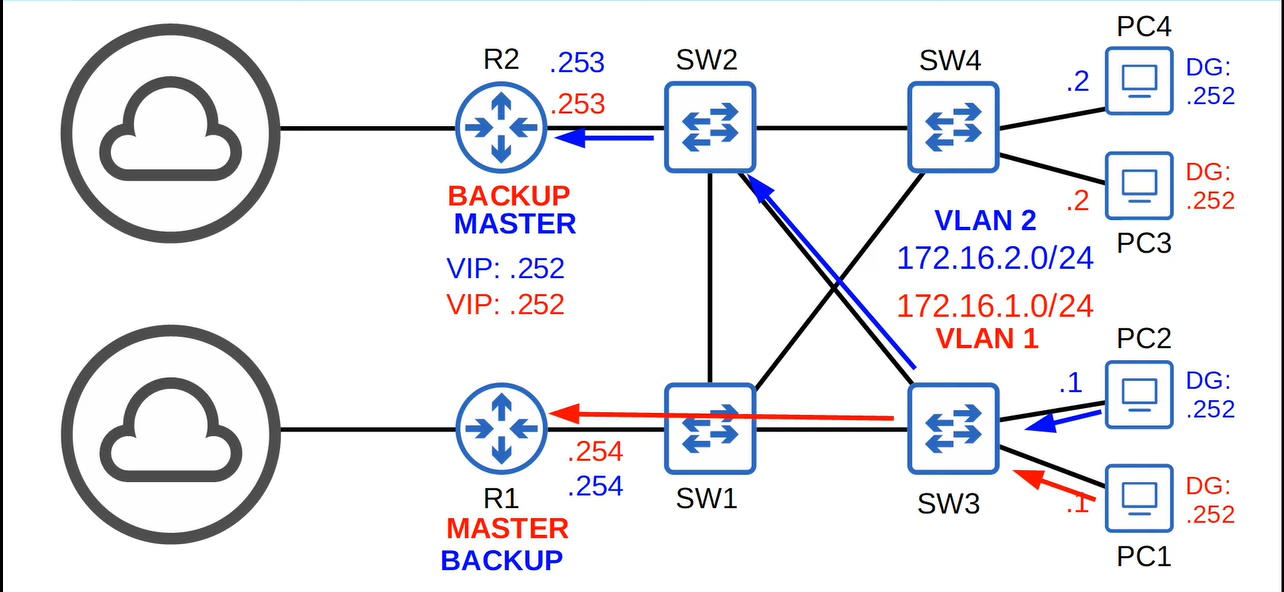 R2
.253
.253
BACKUP
MASTER
VIP: .252
VIP: .252
SW2
SW4
PC4
.2
DG:
.252
.2
DG:
.252
PC3
VLAN 2
172.16.2.0/24
172.16.1.0/24
VLAN 1
R1
.254
.254
MASTER
BACKUP
SW1
SW3
PC2
.1
DG:
.252
.1
DG:
.252
PC1